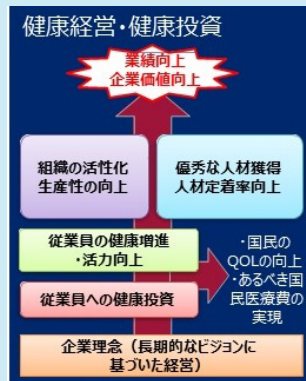 健康経営・健康投資
業績向上
企業価値向上
組織の活性化
生産性の向上
優秀な人材獲得
人材定着率向上
従業員の健康増進
・活力向上
従業員への健康投資
・国民の
QOLの向上
・あるべき国
民医療費の
実現
企業理念（長期的なビジョンに
基づいた経営）